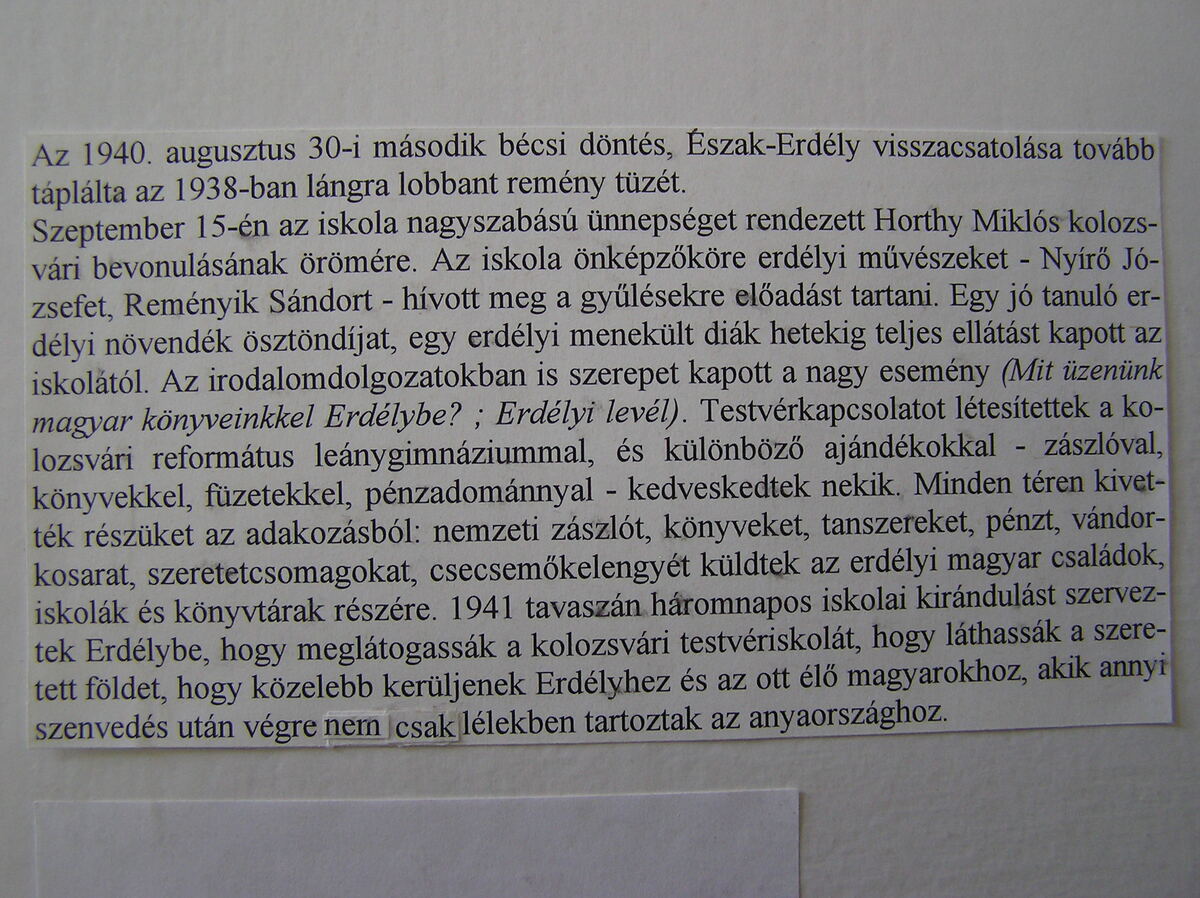 Az 1940. augusztus 30-i második bécsi döntés, Észak-Erdély visszacsatolása tovább
táplálta az 1938-ban lángra lobbant remény tüzét.
Szeptember 15-én az iskola nagyszabású ünnepséget rendezett Horthy Miklós kolozs-
vári bevonulásának örömére. Az iskola önképzőköre erdélyi művészeket - Nyírő Jó-
zsefet, Reményik Sándort - hívott meg a gyűlésekre előadást tartani. Egy jó tanuló er-
délyi növendék ösztöndíjat, egy erdélyi menekült diák hetekig teljes ellátást kapott az
iskolától. Az irodalomdolgozatokban is szerepet kapott a nagy esemény (Mit üzenünk
magyar könyveinkkel Erdélybe? ; Erdélyi levél). Testvérkapcsolatot létesítettek a ko-
lozsvári református leánygimnáziummal, és különböző ajándékokkal - zászlóval,
könyvekkel, füzetekkel, pénzadománnyal - kedveskedtek nekik. Minden téren kivet-
ték részüket az adakozásból: nemzeti zászlót, könyveket, tanszereket, pénzt, vándor-
kosarat, szeretetcsomagokat, csecsemőkelengyét küldtek az erdélyi magyar családok,
iskolák és könyvtárak részére. 1941 tavaszán háromnapos iskolai kirándulást szervez-
tek Erdélybe, hogy meglátogassák a kolozsvári testvériskolát, hogy láthassák a szere-
tett földet, hogy közelebb kerüljenek Erdélyhez és az ott élő magyarokhoz, akik annyi
szenvedés után végre nem csak lélekben tartoztak az anyaországhoz.